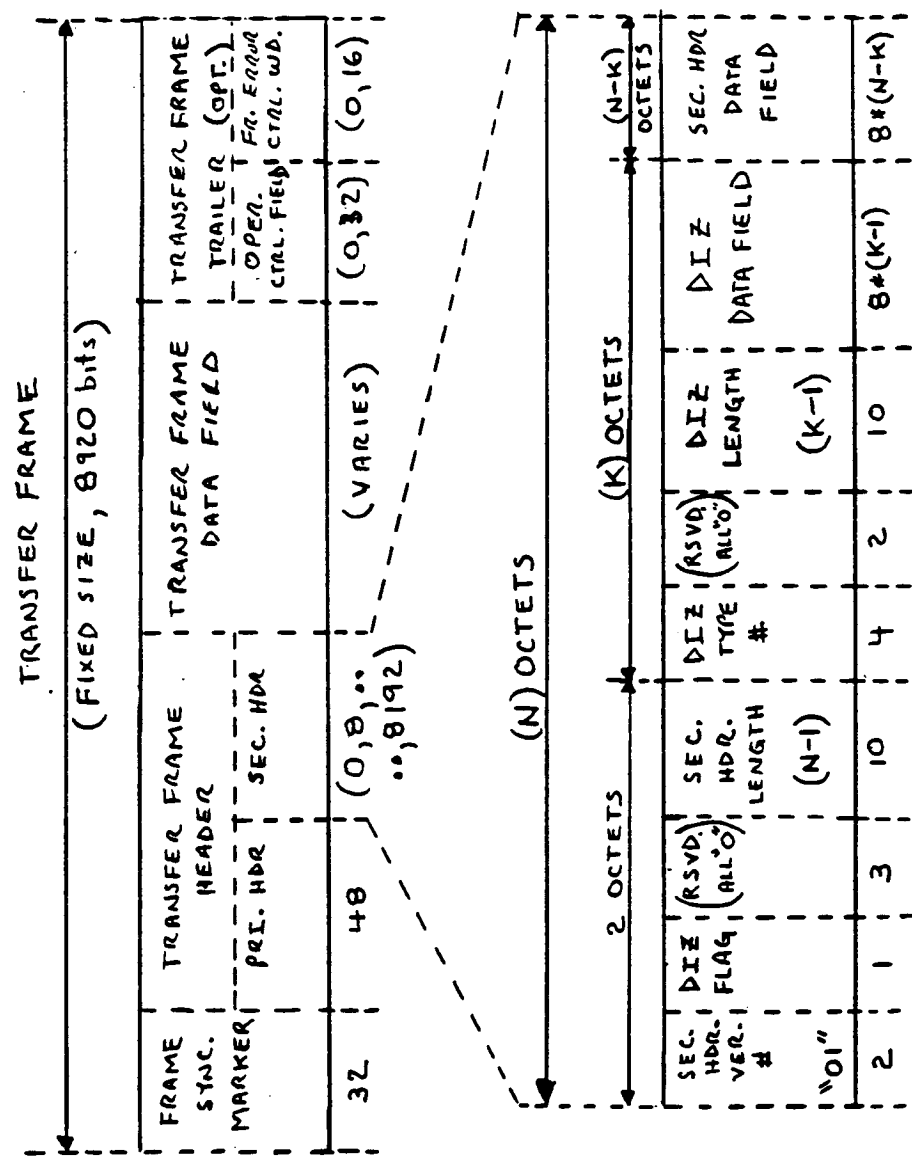 TRANSFER FRAME
(FIXED SIZE, 8920 bits)
FRAME
SYNC.
MARKER
32
TRANSFER FRAME
HEADER
PRI. HDR
48
SEC. HDR
(0,8,..
..,8192)
TRANSFER FRAME
DATA FIELD
(VARIES)
TRANSFER FRAME
TRAILER (OPT.)
OPER.
CTRL. FIELD
(0,32)
FR. ERROR
CTRL. WD.
(0,16)
(N) OCTETS
2 OCTETS
(K) OCTETS
(N-K)
OCTETS
SEC.
HDR.
VER.
#
"01"
2
DIZ
FLAG
1
(RSVD.
ALL"0")
3
SEC.
HDR.
LENGTH
(N-1)
10
DIZ
TYPE
#
4
(RSVD.
ALL"0")
2
DIZ
LENGTH
(K-1)
10
DIZ
DATA FIELD
8*(K-1)
SEC. HDR
DATA
FIELD
8*(N-K)